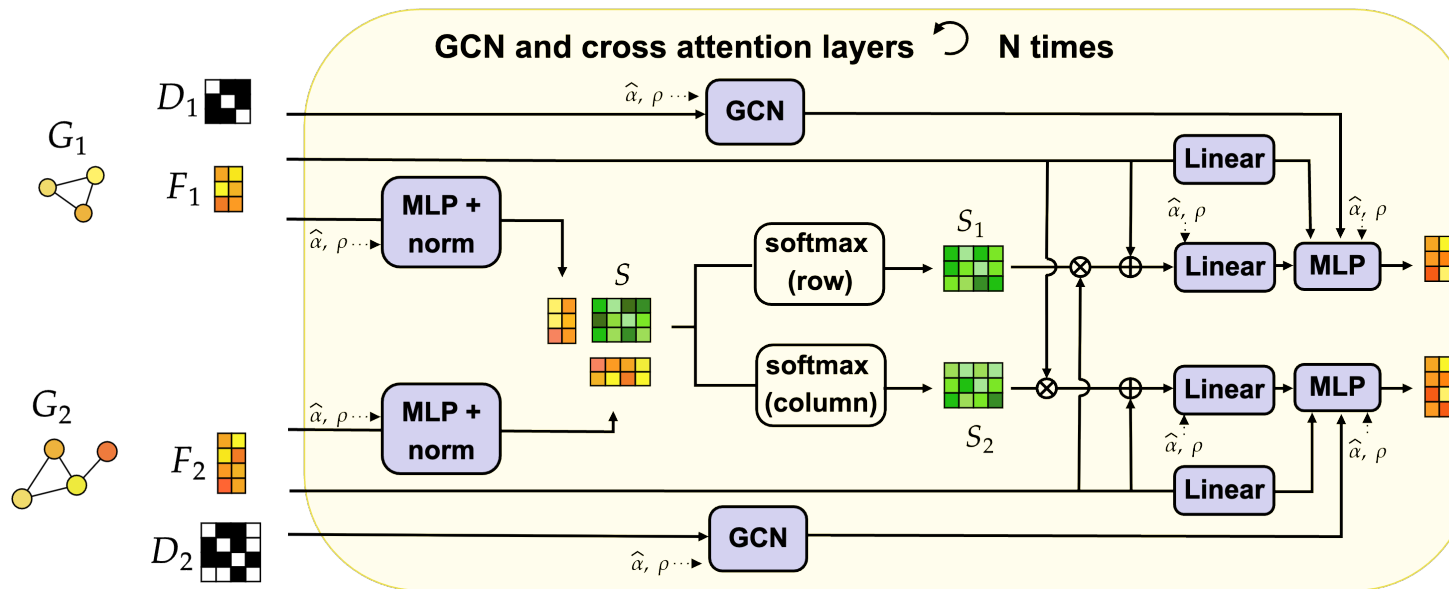 GCN and cross attention layers N times
D₁
α̂, ρ
GCN
G₁
F₁
Linear
MLP +
norm
α̂, ρ
α̂, ρ
α̂, ρ
softmax
(row)
S₁
Linear
MLP
S
softmax
(column)
S₂
Linear
MLP
G₂
α̂, ρ
MLP +
norm
α̂, ρ
α̂, ρ
F₂
Linear
D₂
GCN
α̂, ρ